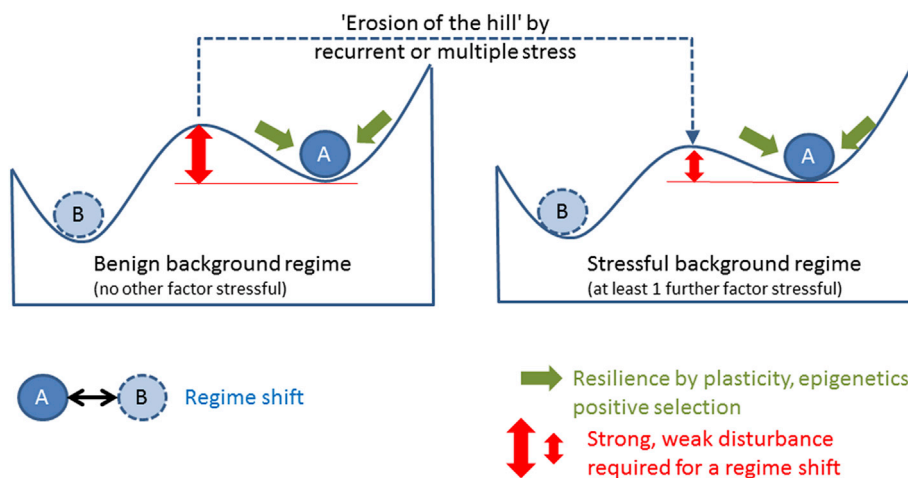 'Erosion of the hill' by
recurrent or multiple stress
A
A
B
B
Benign background regime
(no other factor stressful)
Stressful background regime
(at least 1 further factor stressful)
A
B
Regime shift
Resilience by plasticity, epigenetics
positive selection
Strong, weak disturbance
required for a regime shift